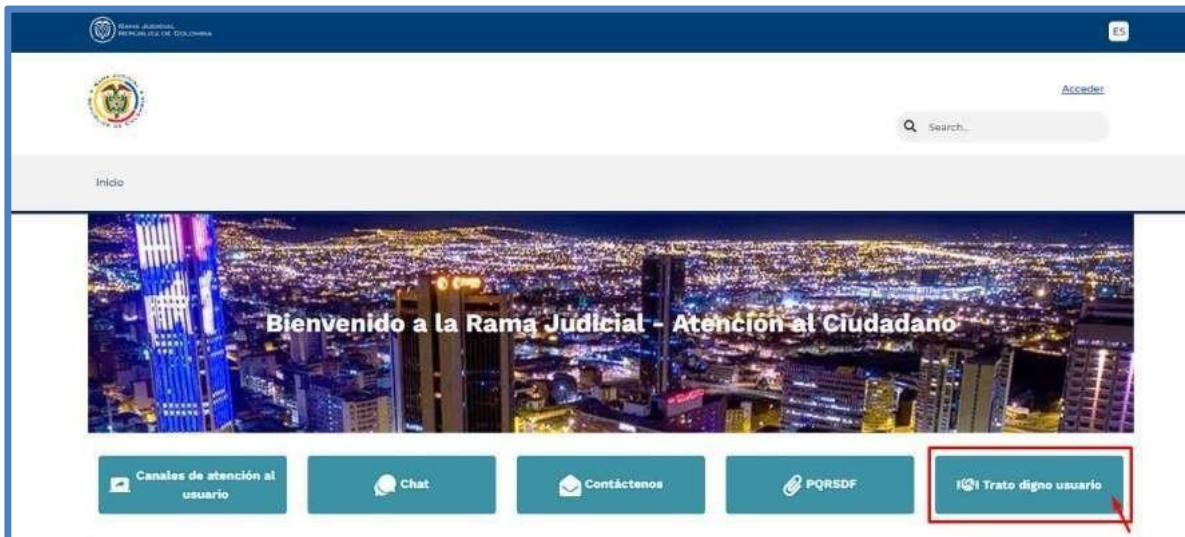 RAMA JUDICIAL
REPÚBLICA DE COLOMBIA
ES
Acceder
Search...
Inicio
Bienvenido a la Rama Judicial - Atención al Ciudadano
Canales de atención al
usuario
Chat
Contáctenos
PQRSDF
Trato digno usuario